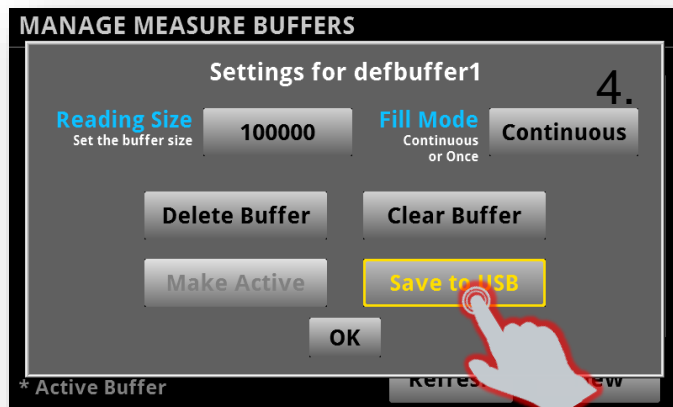 MANAGE MEASURE BUFFERS
Settings for defbuffer1
4.
Reading Size
Set the buffer size
100000
Fill Mode
Continuous
or Once
Continuous
Delete Buffer
Clear Buffer
Make Active
Save to USB
OK
* Active Buffer